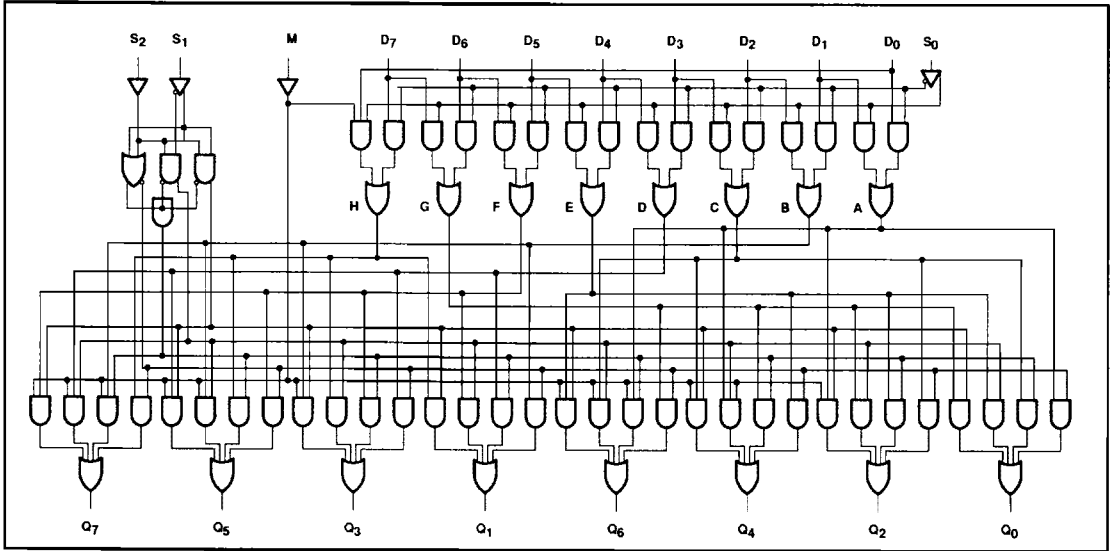 S2 S1 M D7 D6 D5 D4 D3 D2 D1 D0 S0
H G F E D C B A
Q7 Q5 Q3 Q1 Q6 Q4 Q2 Q0